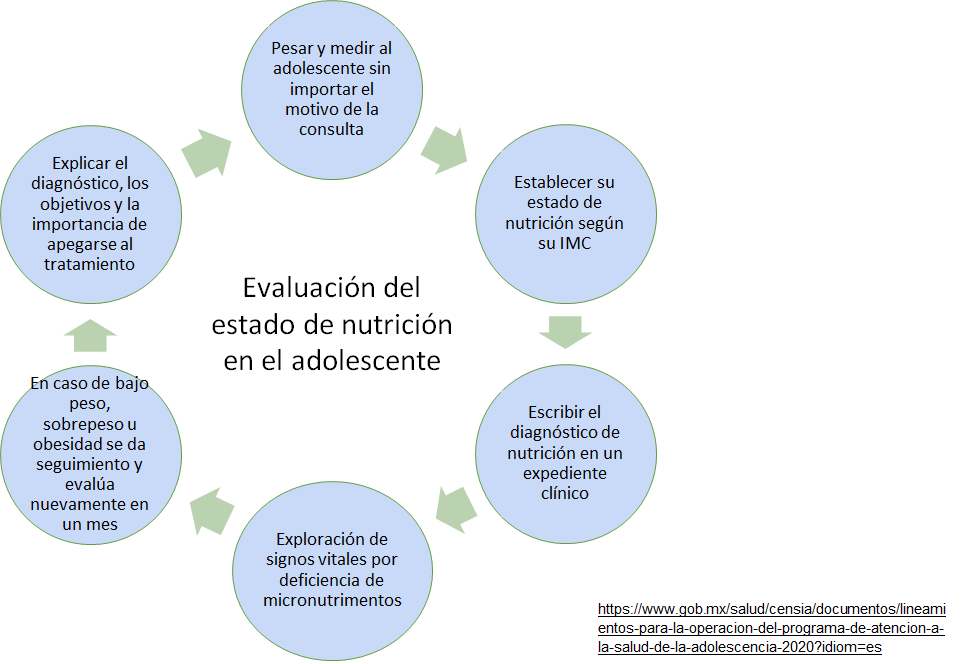 Pesar y medir al
adolescente sin
importar el
motivo de la
consulta
Establecer su
estado de
nutrición según
su IMC
Escribir el
diagnóstico de
nutrición en un
expediente
clínico
Exploración de
signos vitales por
deficiencia de
micronutrimentos
En caso de bajo
peso,
sobrepeso u
obesidad se da
seguimiento y
evalúa
nuevamente en
un mes
Explicar el
diagnóstico, los
objetivos y la
importancia de
apegarse al
tratamiento
Evaluación del
estado de nutrición
en el adolescente
https://www.gob.mx/salud/censia/documentos/lineami
entos-para-la-operacion-del-programa-de-atencion-a-
la-salud-de-la-adolescencia-2020?idiom=es